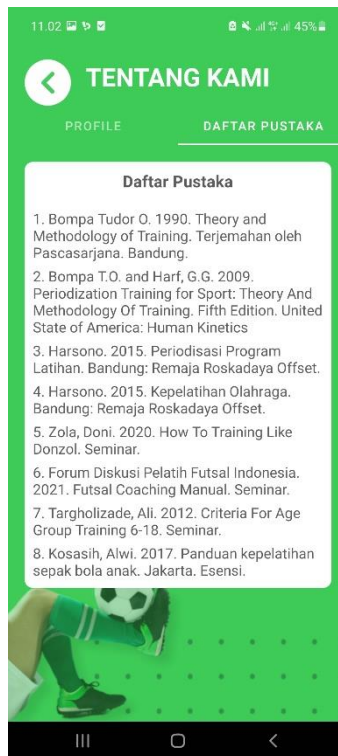 11.02
45%
TENTANG KAMI
PROFILE
DAFTAR PUSTAKA
Daftar Pustaka
1. Bompa Tudor O. 1990. Theory and
Methodology of Training. Terjemahan oleh
Pascasarjana. Bandung.
2. Bompa T.O. and Harf, G.G. 2009.
Periodization Training for Sport: Theory And
Methodology Of Training. Fifth Edition. United
State of America: Human Kinetics
3. Harsono. 2015. Periodisasi Program
Latihan. Bandung: Remaja Roskadaya Offset.
4. Harsono. 2015. Kepelatihan Olahraga.
Bandung: Remaja Roskadaya Offset.
5. Zola, Doni. 2020. How To Training Like
Donzol. Seminar.
6. Forum Diskusi Pelatih Futsal Indonesia.
2021. Futsal Coaching Manual. Seminar.
7. Targholizade, Ali. 2012. Criteria For Age
Group Training 6-18. Seminar.
8. Kosasih, Alwi. 2017. Panduan kepelatihan
sepak bola anak. Jakarta. Esensi.